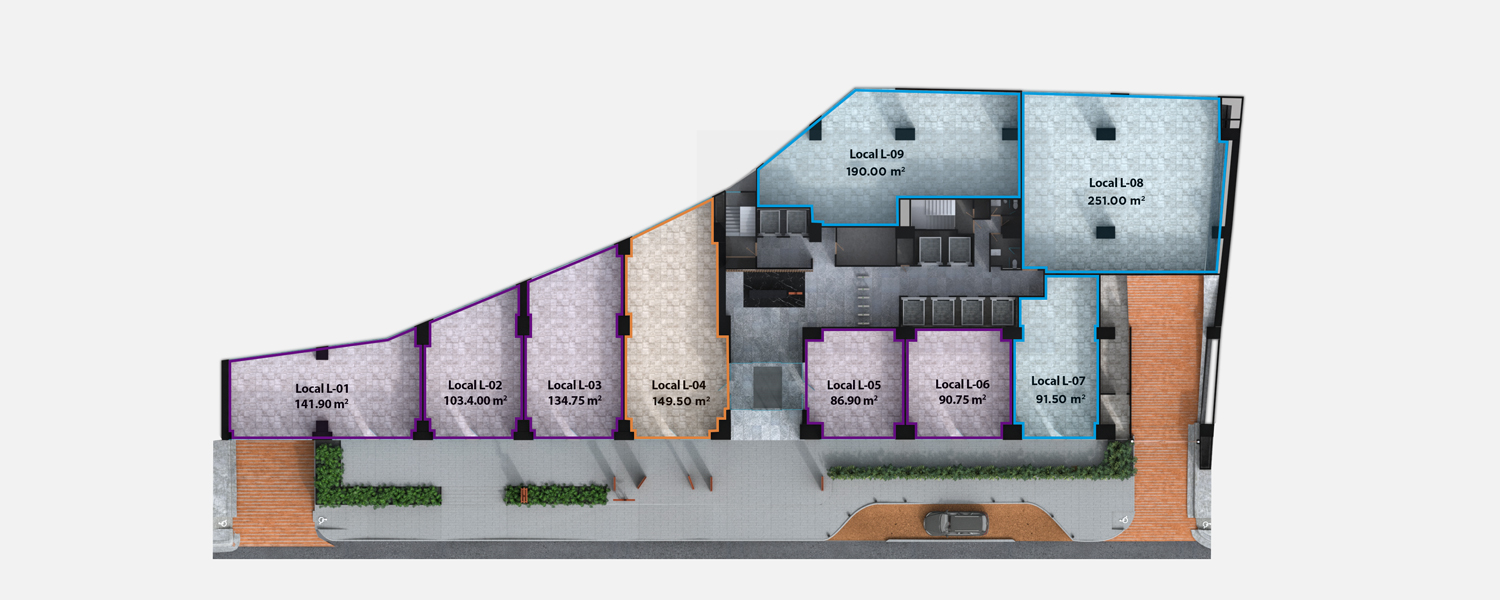 Local L-09
190.00 m²
Local L-08
251.00 m²
Local L-01
141.90 m²
Local L-02
103.4.00 m²
Local L-03
134.75 m²
Local L-04
149.50 m²
Local L-05
86.90 m²
Local L-06
90.75 m²
Local L-07
91.50 m²